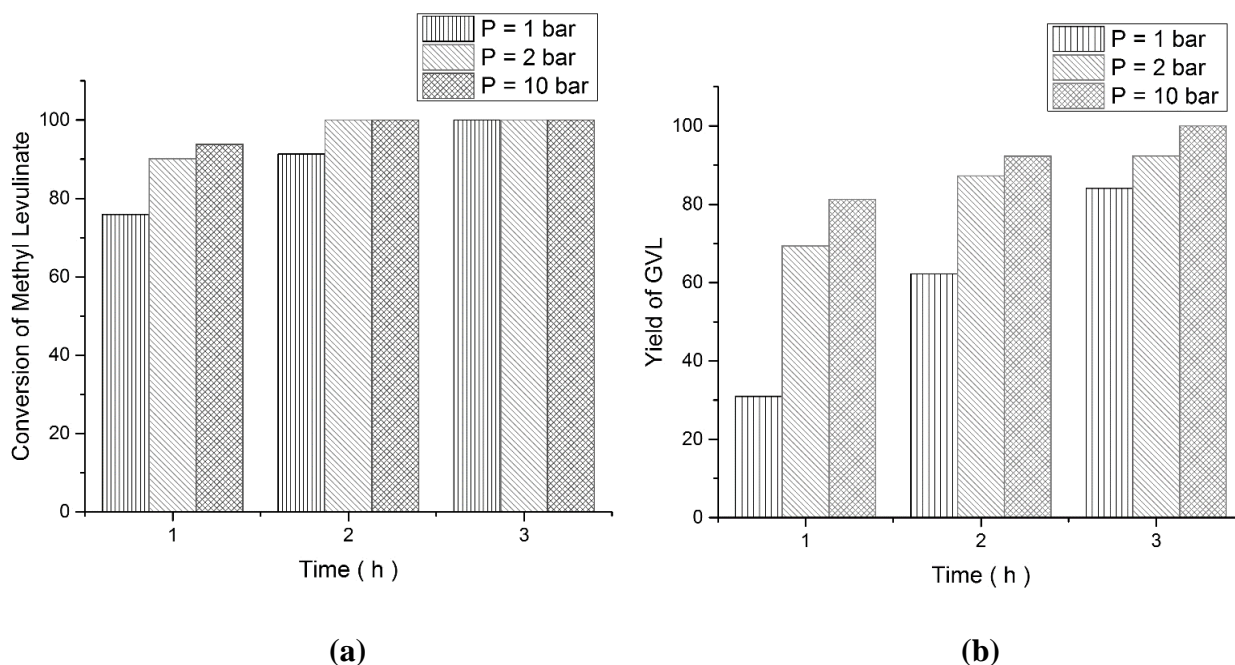 P = 1 bar
P = 2 bar
P = 10 bar
Conversion of Methyl Levulinate
100
80
60
40
20
0
1
2
3
Time ( h )
(a)
P = 1 bar
P = 2 bar
P = 10 bar
Yield of GVL
100
80
60
40
20
0
1
2
3
Time ( h )
(b)